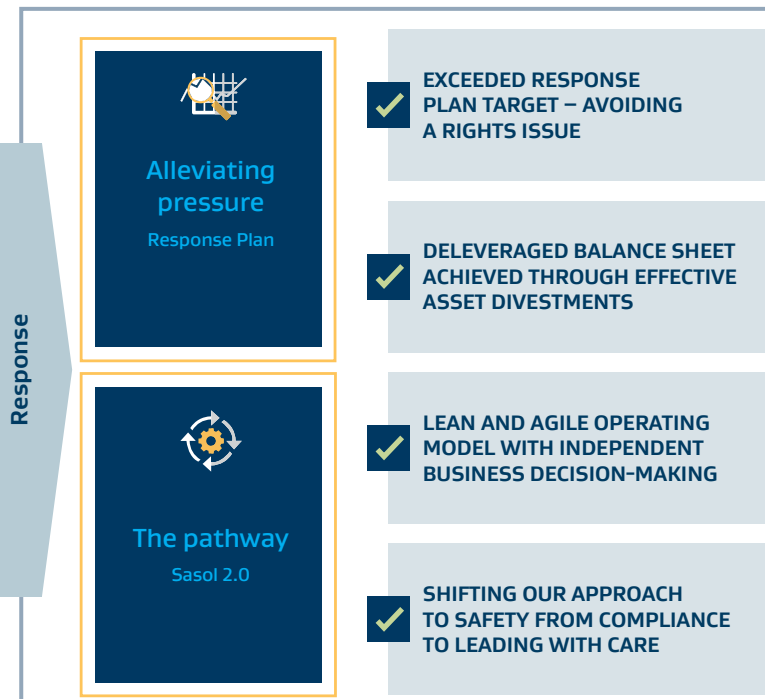 Response
Alleviating
pressure
Response Plan
EXCEEDED RESPONSE
PLAN TARGET – AVOIDING
A RIGHTS ISSUE
DELEVERAGED BALANCE SHEET
ACHIEVED THROUGH EFFECTIVE
ASSET DIVESTMENTS
The pathway
Sasol 2.0
LEAN AND AGILE OPERATING
MODEL WITH INDEPENDENT
BUSINESS DECISION-MAKING
SHIFTING OUR APPROACH
TO SAFETY FROM COMPLIANCE
TO LEADING WITH CARE